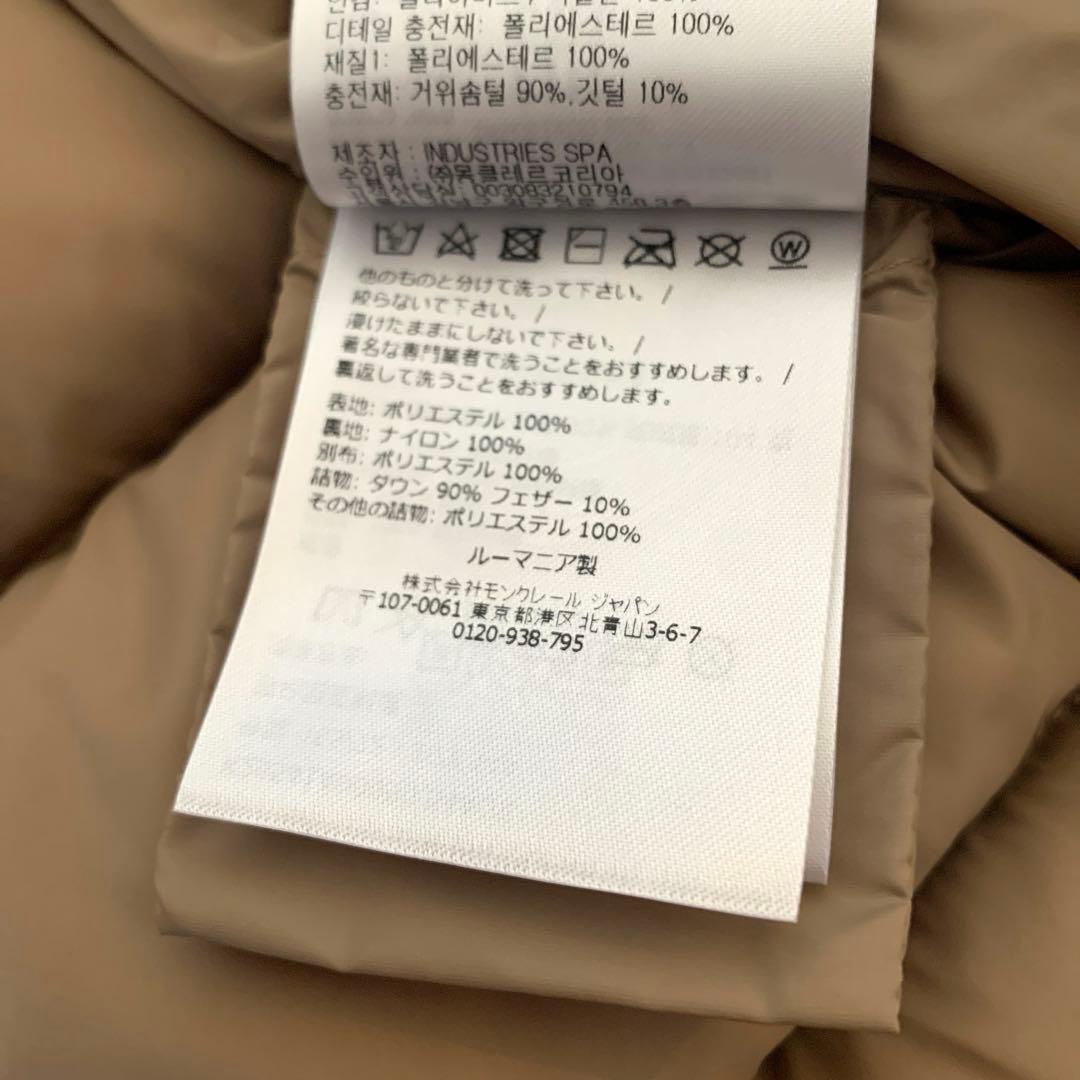 디테일 충전재: 폴리에스테르 100%
재질1: 폴리에스테르 100%
충전재: 거위솜털 90%,깃털 10%
제조자 : INDUSTRIES SPA
수입원 : ㈜몽클레르코리아
003083210794
W
他のものと分けて洗って下さい。 /
絞らないで下さい。 /
浸けたままにしないで下さい。 /
著名な専門業者で洗うことをおすすめします。 /
裏返して洗うことをおすすめします。
表地: ポリエステル 100%
裏地: ナイロン 100%
別布: ポリエステル 100%
詰物: ダウン 90% フェザー 10%
その他の詰物: ポリエステル 100%
ルーマニア製
株式会社モンクレール ジャパン
〒107-0061 東京都港区北青山3-6-7
0120-938-795